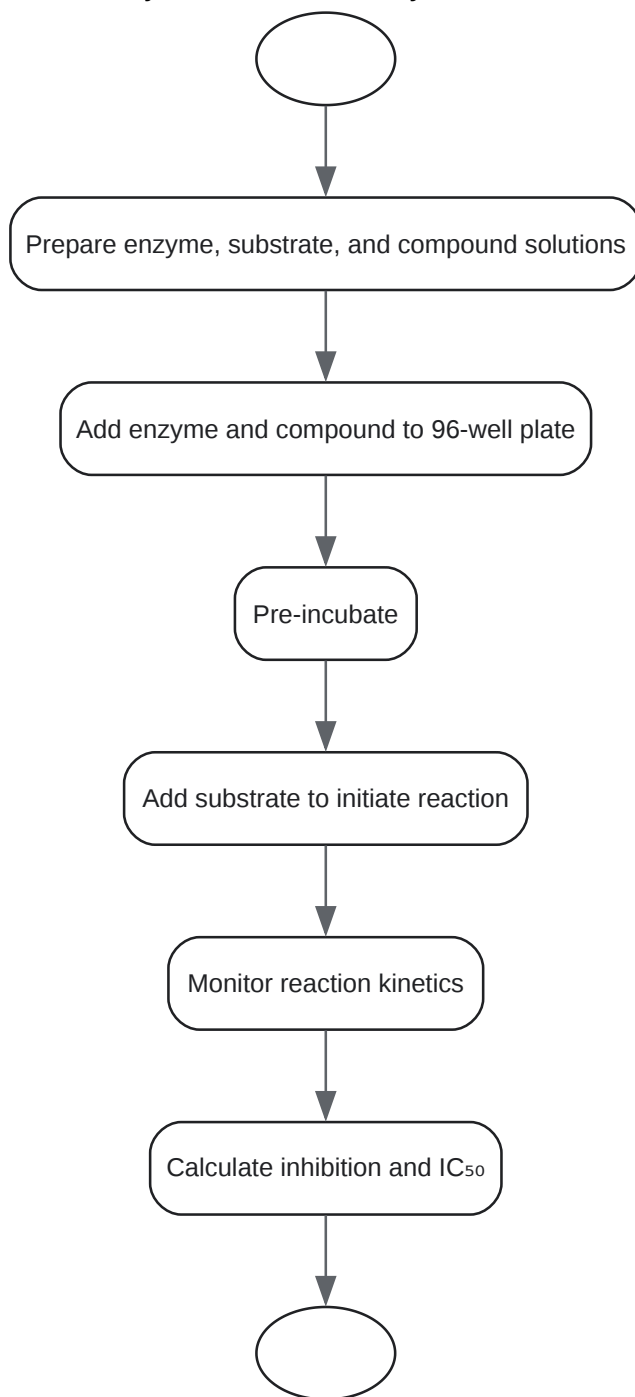 Prepare enzyme, substrate, and compound solutions
Add enzyme and compound to 96-well plate
Pre-incubate
Add substrate to initiate reaction
Monitor reaction kinetics
Calculate inhibition and IC₅₀